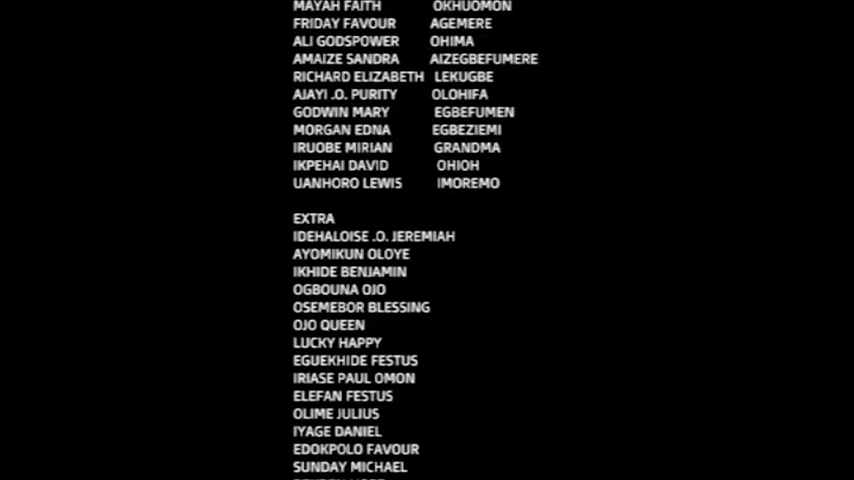 MAYAH FAITH OKHUOMON
FRIDAY FAVOUR AGEMERE
ALI GODSPOWER OHIMA
AMAIZE SANDRA AIZEGBEFUMERE
RICHARD ELIZABETH LEKUGBE
AJAYI .O. PURITY OLOHIFA
GODWIN MARY EGBEFUMEN
MORGAN EDNA EGBEZIEMI
IRUOBE MIRIAN GRANDMA
IKPEHAI DAVID OHIOH
UANHORO LEWIS IMOREMO
EXTRA
IDEHALOISE .O. JEREMIAH
AYOMIKUN OLOYE
IKHIDE BENJAMIN
OGBOUNA OJO
OSEMEBOR BLESSING
OJO QUEEN
LUCKY HAPPY
EGUEKHIDE FESTUS
IRIASE PAUL OMON
ELEFAN FESTUS
OLIME JULIUS
IYAGE DANIEL
EDOKPOLO FAVOUR
SUNDAY MICHAEL